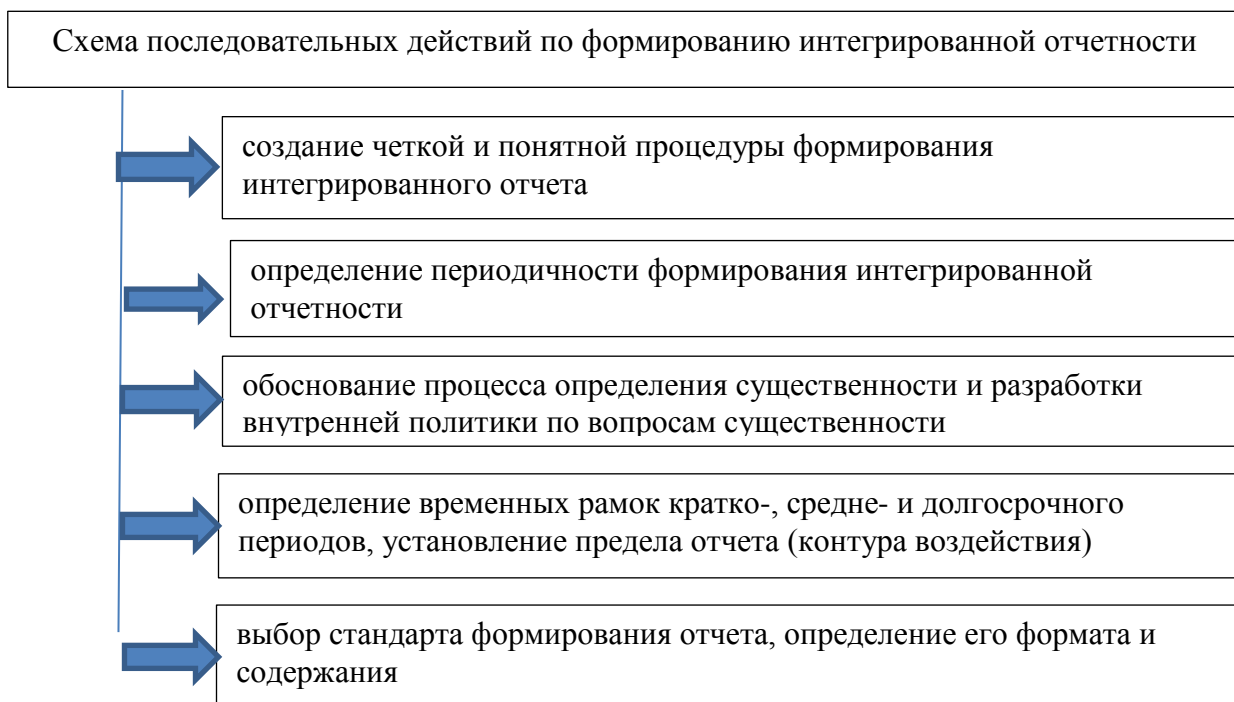 Схема последовательных действий по формированию интегрированной отчетности
создание четкой и понятной процедуры формирования
интегрированного отчета
определение периодичности формирования интегрированной
отчетности
обоснование процесса определения существенности и разработки
внутренней политики по вопросам существенности
определение временных рамок кратко-, средне- и долгосрочного
периодов, установление предела отчета (контура воздействия)
выбор стандарта формирования отчета, определение его формата и
содержания